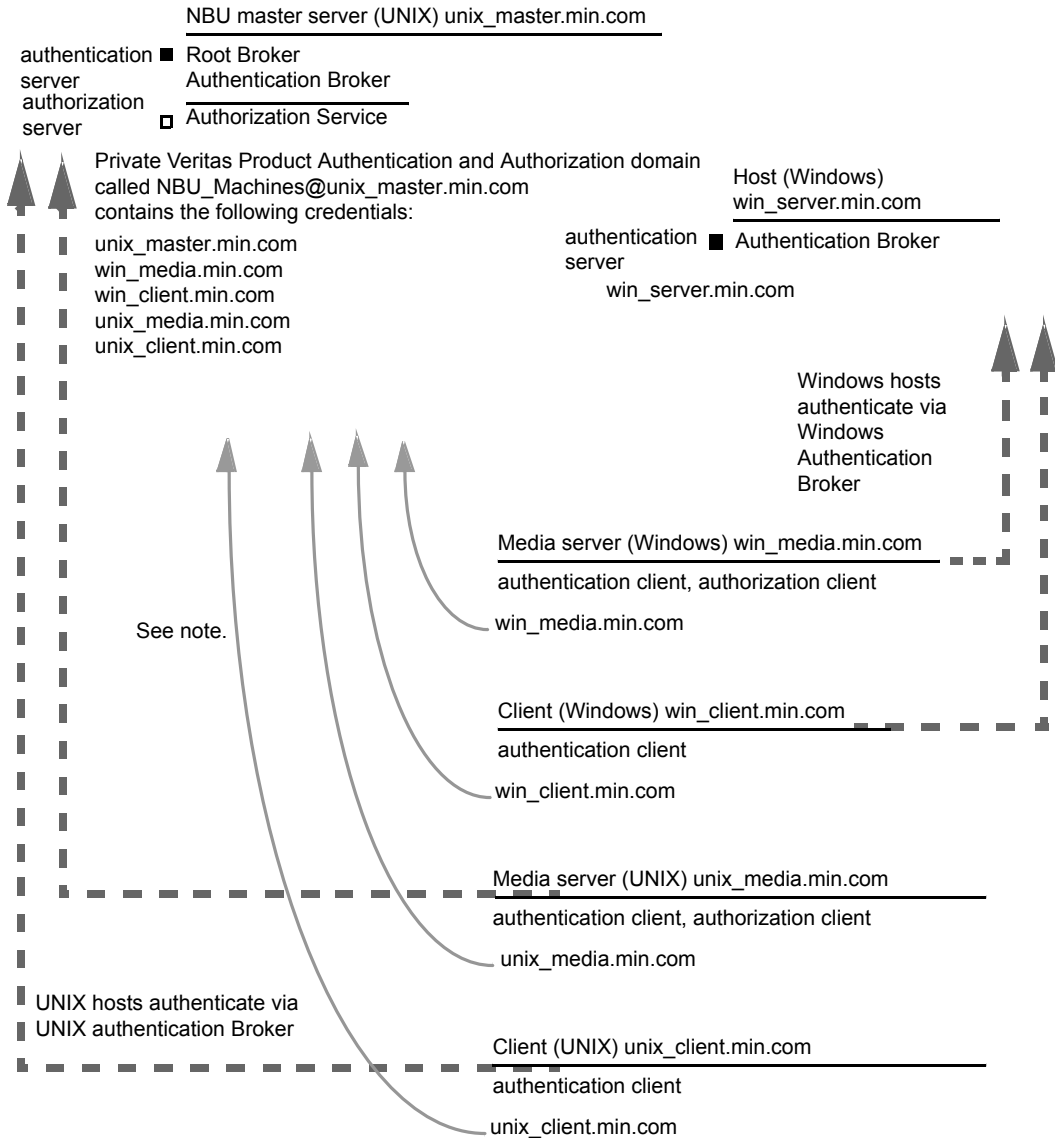 NBU master server (UNIX) unix_master.min.com
authentication
server
Root Broker
Authentication Broker
authorization
server
Authorization Service
Private Veritas Product Authentication and Authorization domain
called NBU_Machines@unix_master.min.com
contains the following credentials:
unix_master.min.com
win_media.min.com
win_client.min.com
unix_media.min.com
unix_client.min.com
Host (Windows)
win_server.min.com
authentication
server
Authentication Broker
win_server.min.com
Windows hosts
authenticate via
Windows
Authentication
Broker
Media server (Windows) win_media.min.com
authentication client, authorization client
win_media.min.com
See note.
Client (Windows) win_client.min.com
authentication client
win_client.min.com
Media server (UNIX) unix_media.min.com
authentication client, authorization client
unix_media.min.com
UNIX hosts authenticate via
UNIX authentication Broker
Client (UNIX) unix_client.min.com
authentication client
unix_client.min.com